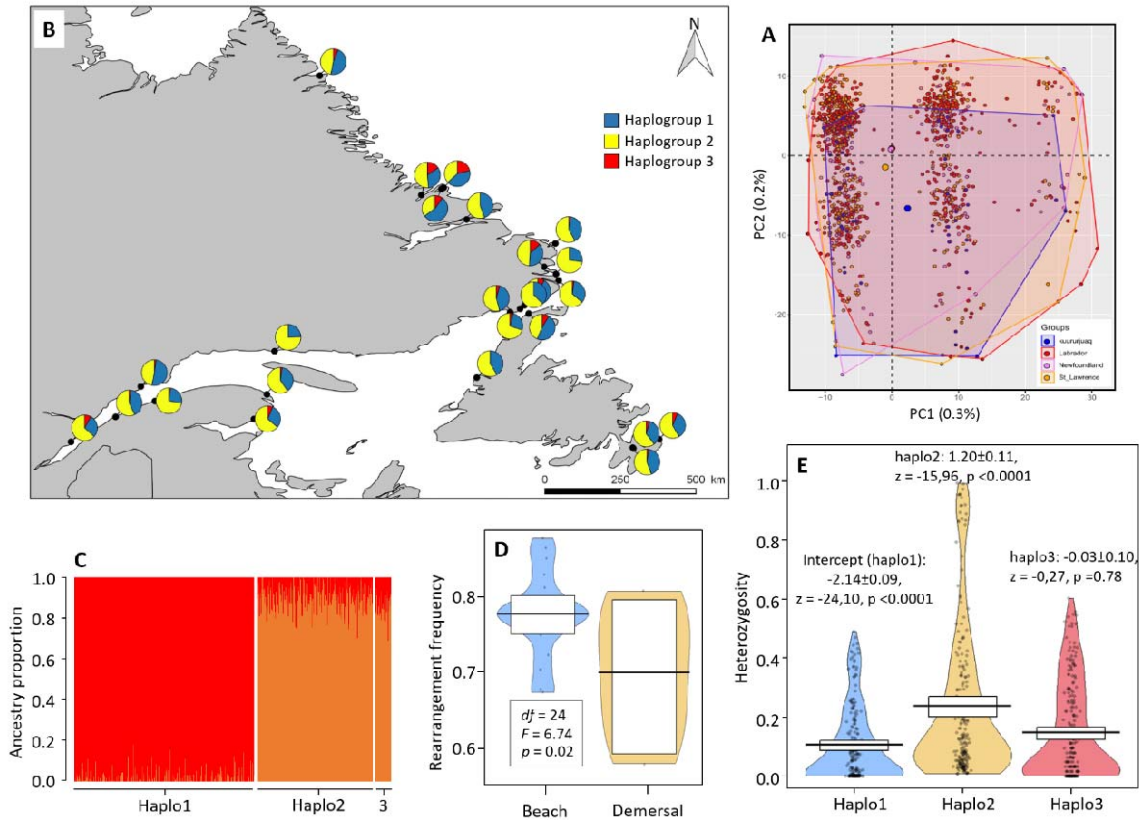 B
N
Haplogroup 1
Haplogroup 2
Haplogroup 3
0 250 500 km
A
PC2 (0.2%)
10
0
-10
-20
-10 0 10 20 30
PC1 (0.3%)
Groups
Kuururjuaq
Labrador
Newfoundland
St_Lawrence
C
Ancestry proportion
1.0
0.8
0.6
0.4
0.2
0.0
Haplo1 Haplo2 3
D
Rearrangement frequency
0.8
0.7
0.6
df = 24
F = 6.74
p = 0.02
Beach Demersal
E
haplo2: 1.20±0.11,
z = -15,96, p <0.0001
Intercept (haplo1):
-2.14±0.09,
z = -24,10, p <0.0001
haplo3: -0.03±0.10,
z = -0,27, p =0.78
Heterozygosity
1.0
0.8
0.6
0.4
0.2
0.0
Haplo1 Haplo2 Haplo3